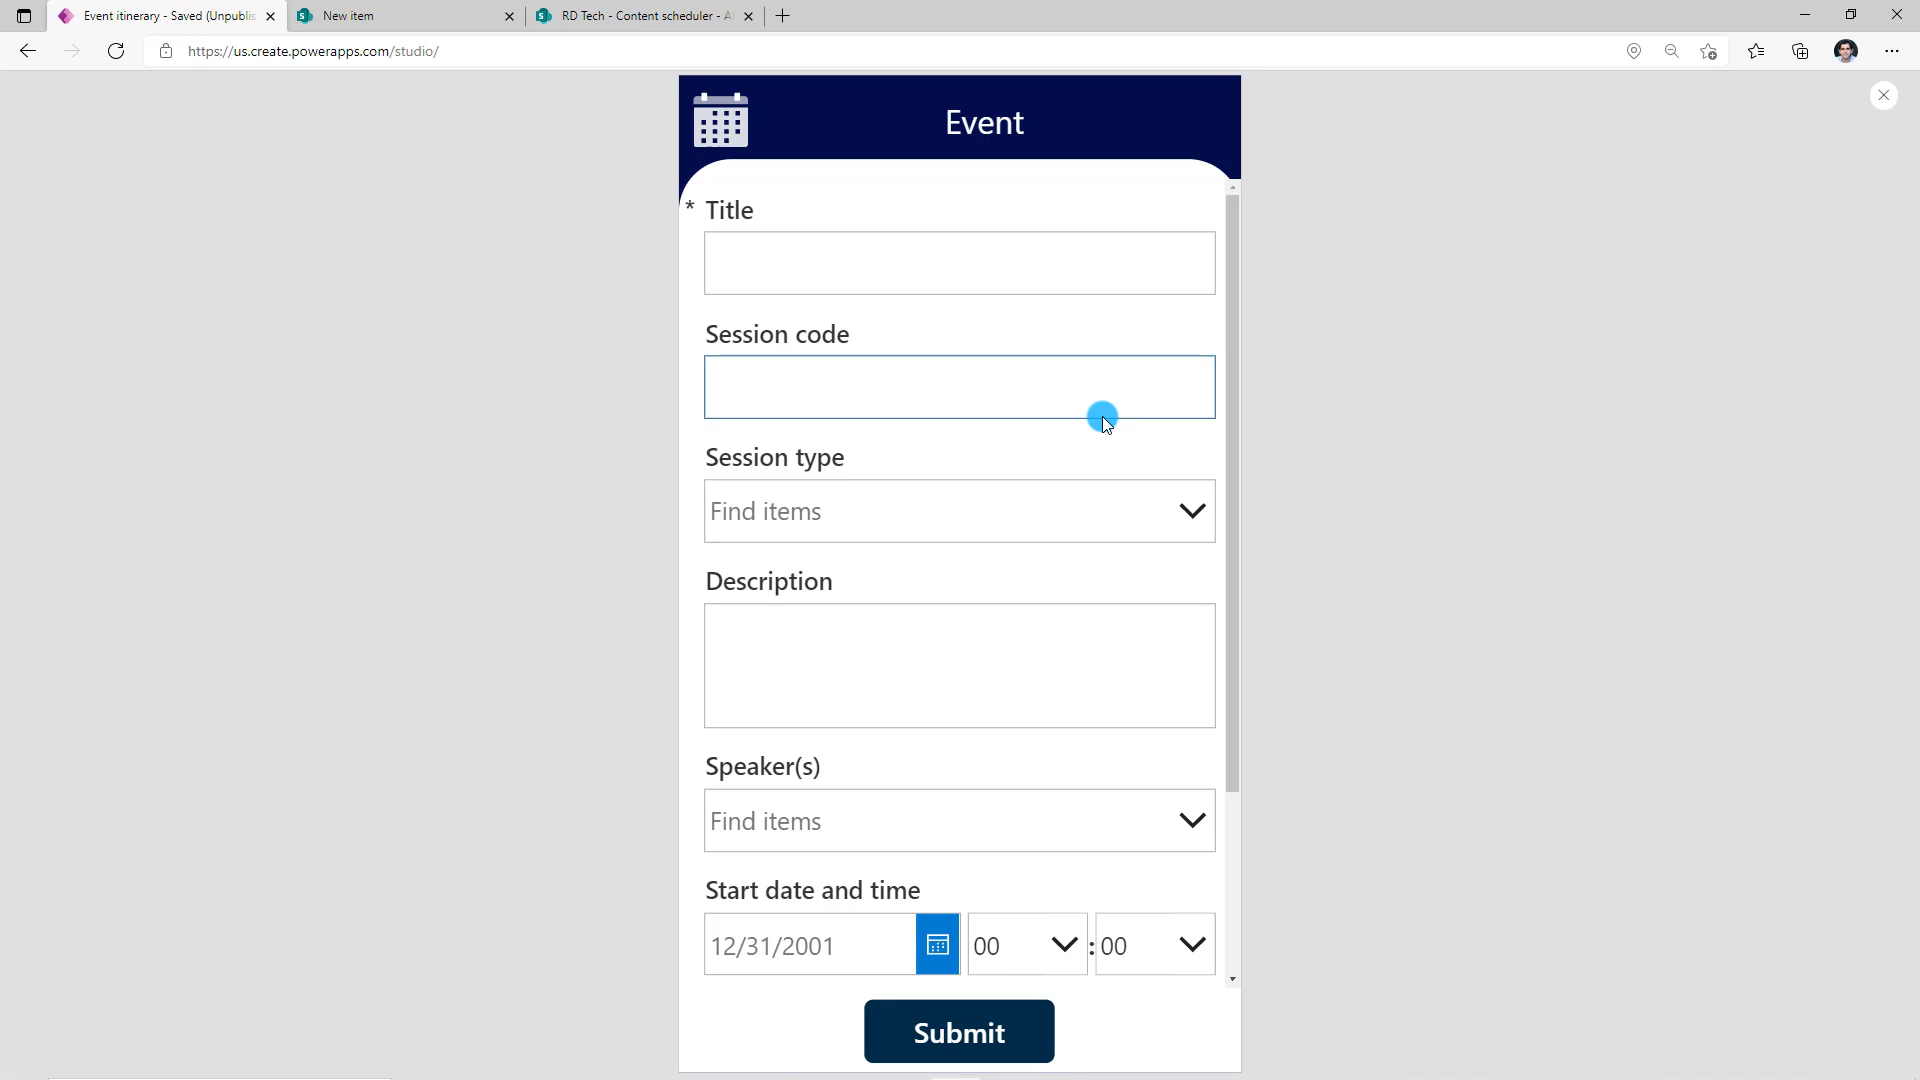 Event itinerary - Saved (Unpublis
New item
RD Tech - Content scheduler - A
https://us.create.powerapps.com/studio/
Event
* Title
Session code
Session type
Find items
Description
Speaker(s)
Find items
Start date and time
12/31/2001 00 : 00
Submit